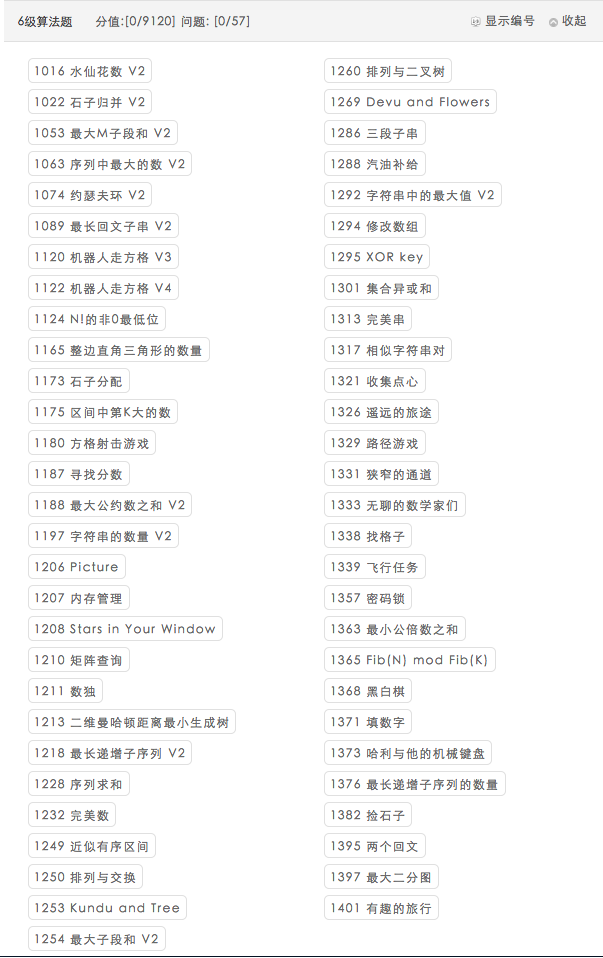 6级算法题 分值:[0/9120] 问题: [0/57] 显示编号 收起
1016 水仙花数 V2
1022 石子归并 V2
1053 最大M子段和 V2
1063 序列中最大的数 V2
1074 约瑟夫环 V2
1089 最长回文子串 V2
1120 机器人走方格 V3
1122 机器人走方格 V4
1124 N!的非0最低位
1165 整边直角三角形的数量
1173 石子分配
1175 区间中第K大的数
1180 方格射击游戏
1187 寻找分数
1188 最大公约数之和 V2
1197 字符串的数量 V2
1206 Picture
1207 内存管理
1208 Stars in Your Window
1210 矩阵查询
1211 数独
1213 二维曼哈顿距离最小生成树
1218 最长递增子序列 V2
1228 序列求和
1232 完美数
1249 近似有序区间
1250 排列与交换
1253 Kundu and Tree
1254 最大子段和 V2
1260 排列与二叉树
1269 Devu and Flowers
1286 三段子串
1288 汽油补给
1292 字符串中的最大值 V2
1294 修改数组
1295 XOR key
1301 集合异或和
1313 完美串
1317 相似字符串对
1321 收集点心
1326 遥远的旅途
1329 路径游戏
1331 狭窄的通道
1333 无聊的数学家们
1338 找格子
1339 飞行任务
1357 密码锁
1363 最小公倍数之和
1365 Fib(N) mod Fib(K)
1368 黑白棋
1371 填数字
1373 哈利与他的机械键盘
1376 最长递增子序列的数量
1382 捡石子
1395 两个回文
1397 最大二分图
1401 有趣的旅行